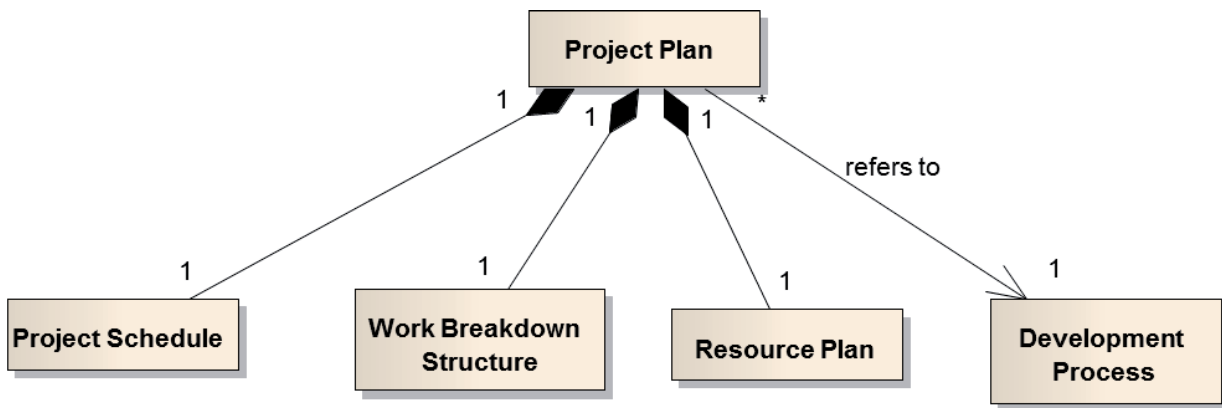 Project Plan
1
1
1
*
refers to
1
1
1
1
Project Schedule
Work Breakdown
Structure
Resource Plan
Development
Process